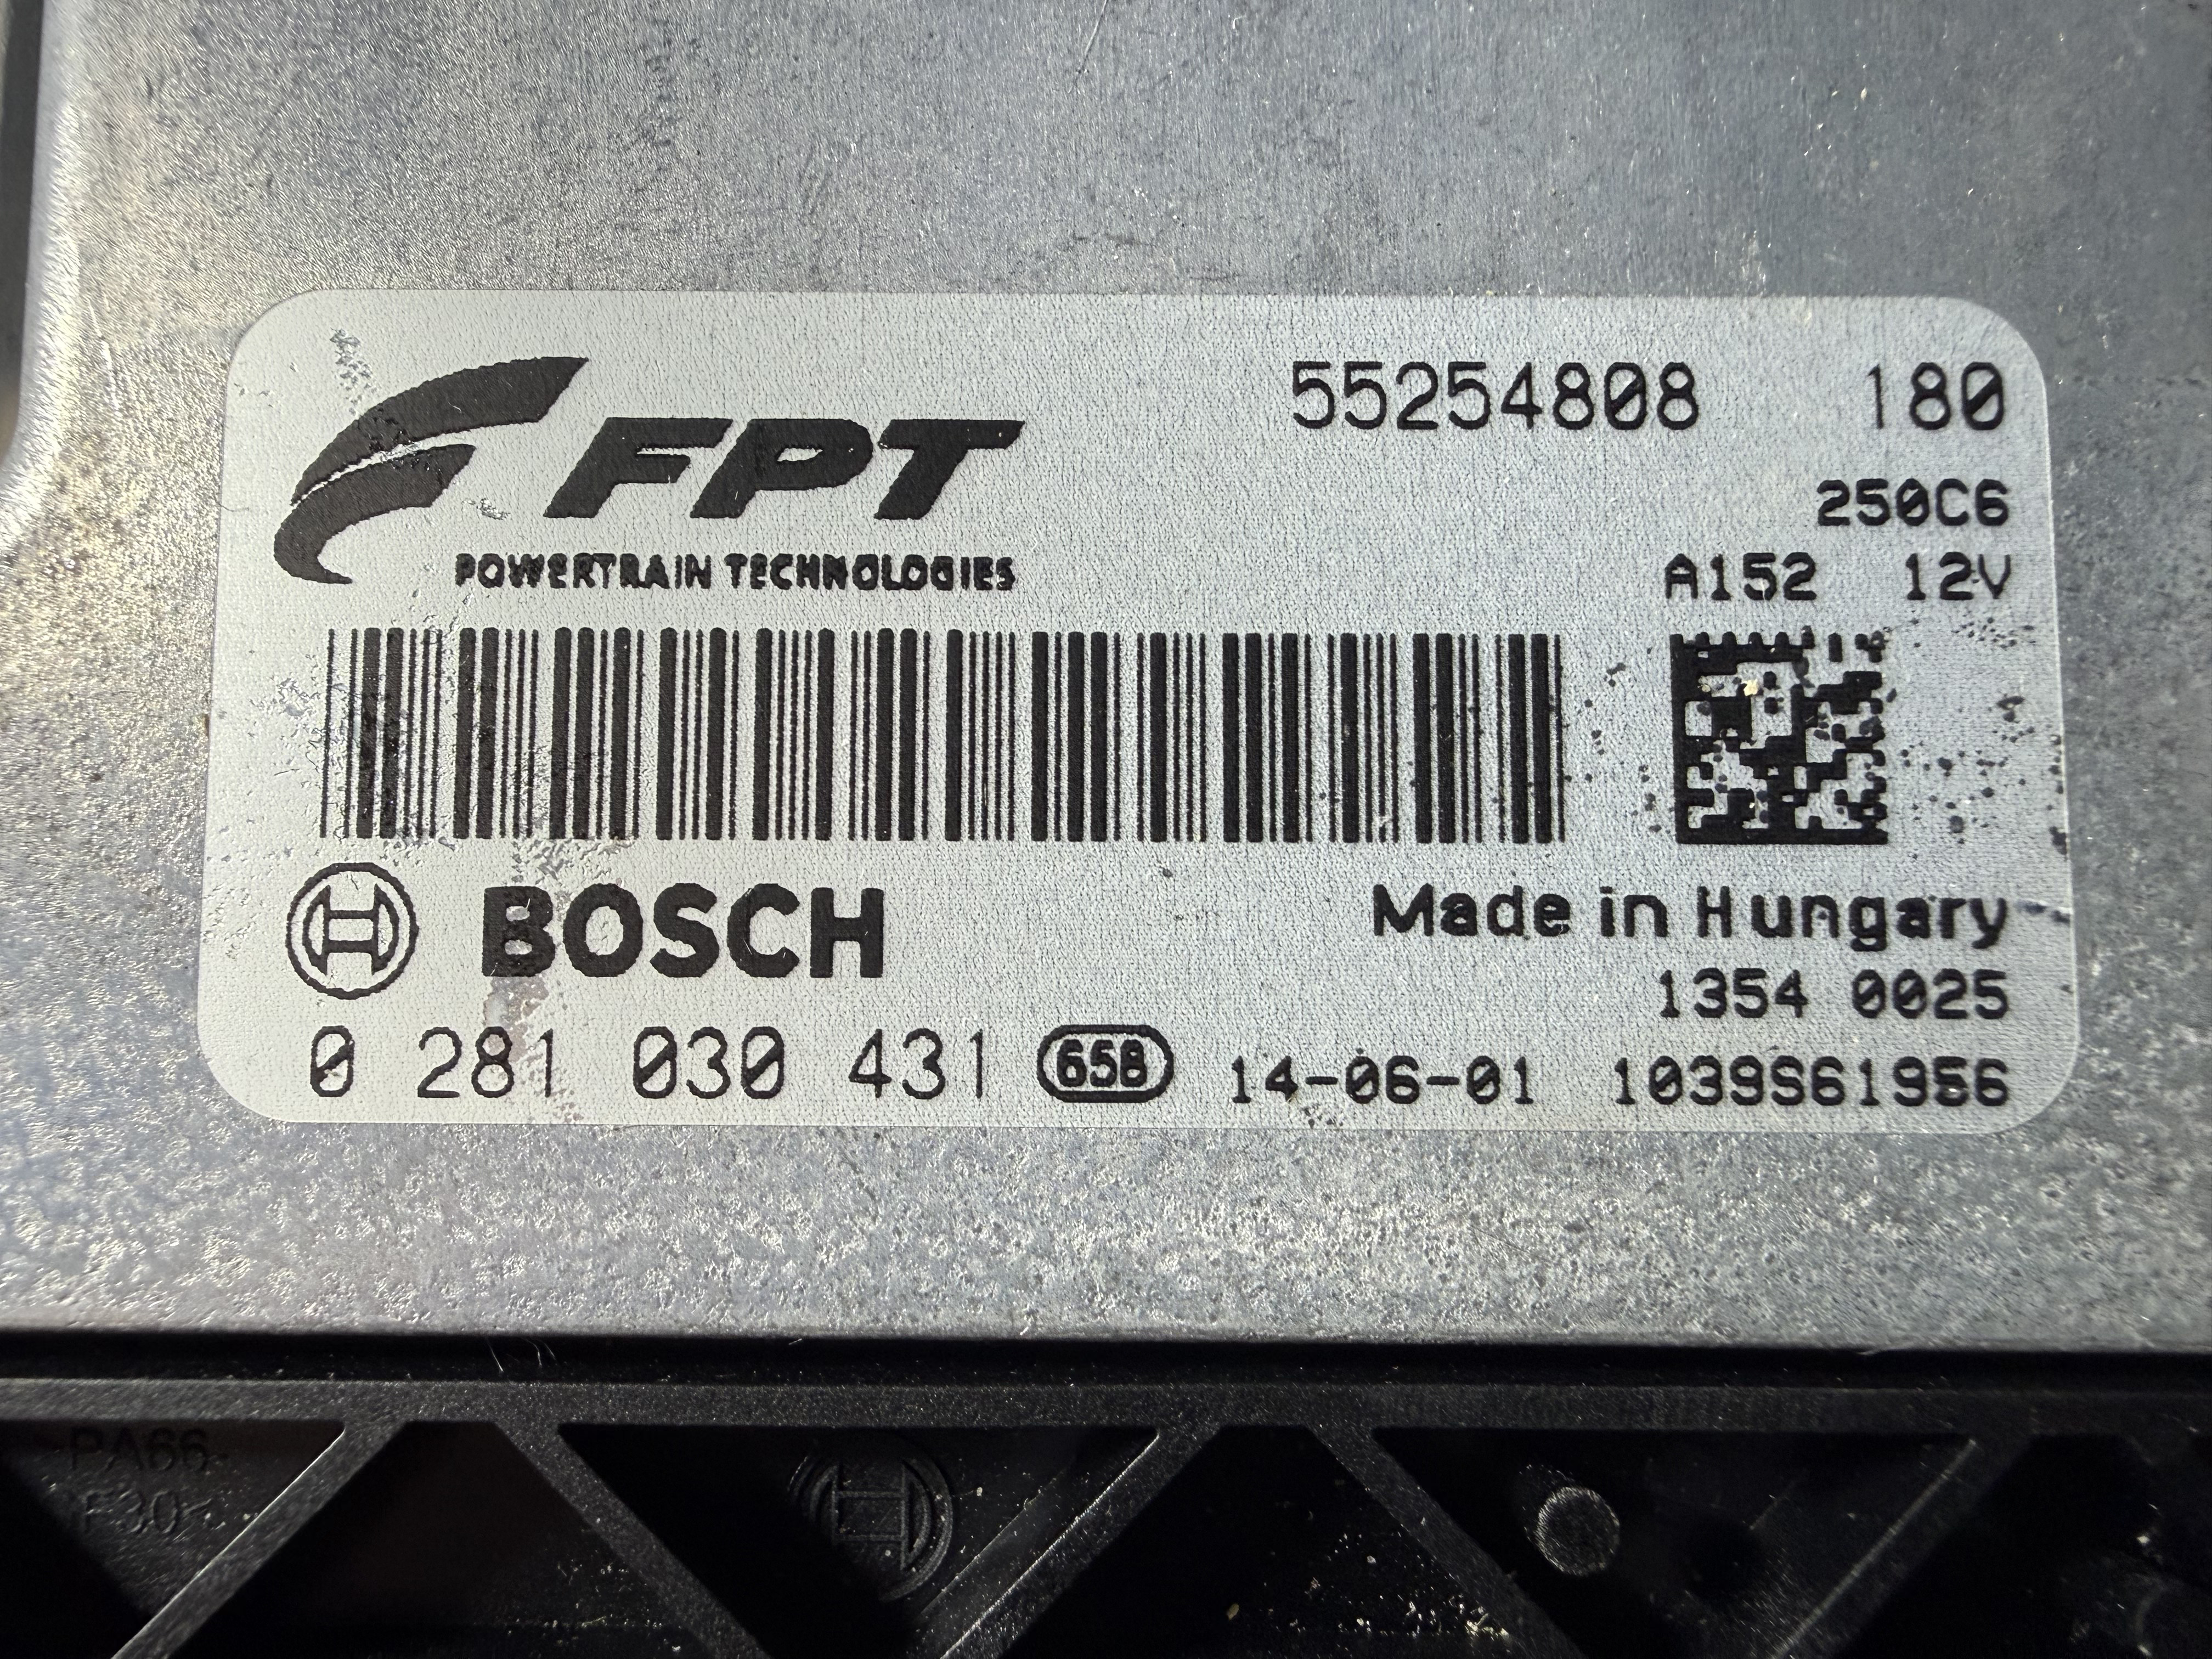 FPT
POWERTRAIN TECHNOLOGIES
55254808 180
250C6
A152 12V
BOSCH
Made in Hungary
1354 0025
0 281 030 431 65B 14-06-01 1039S61956
PA66